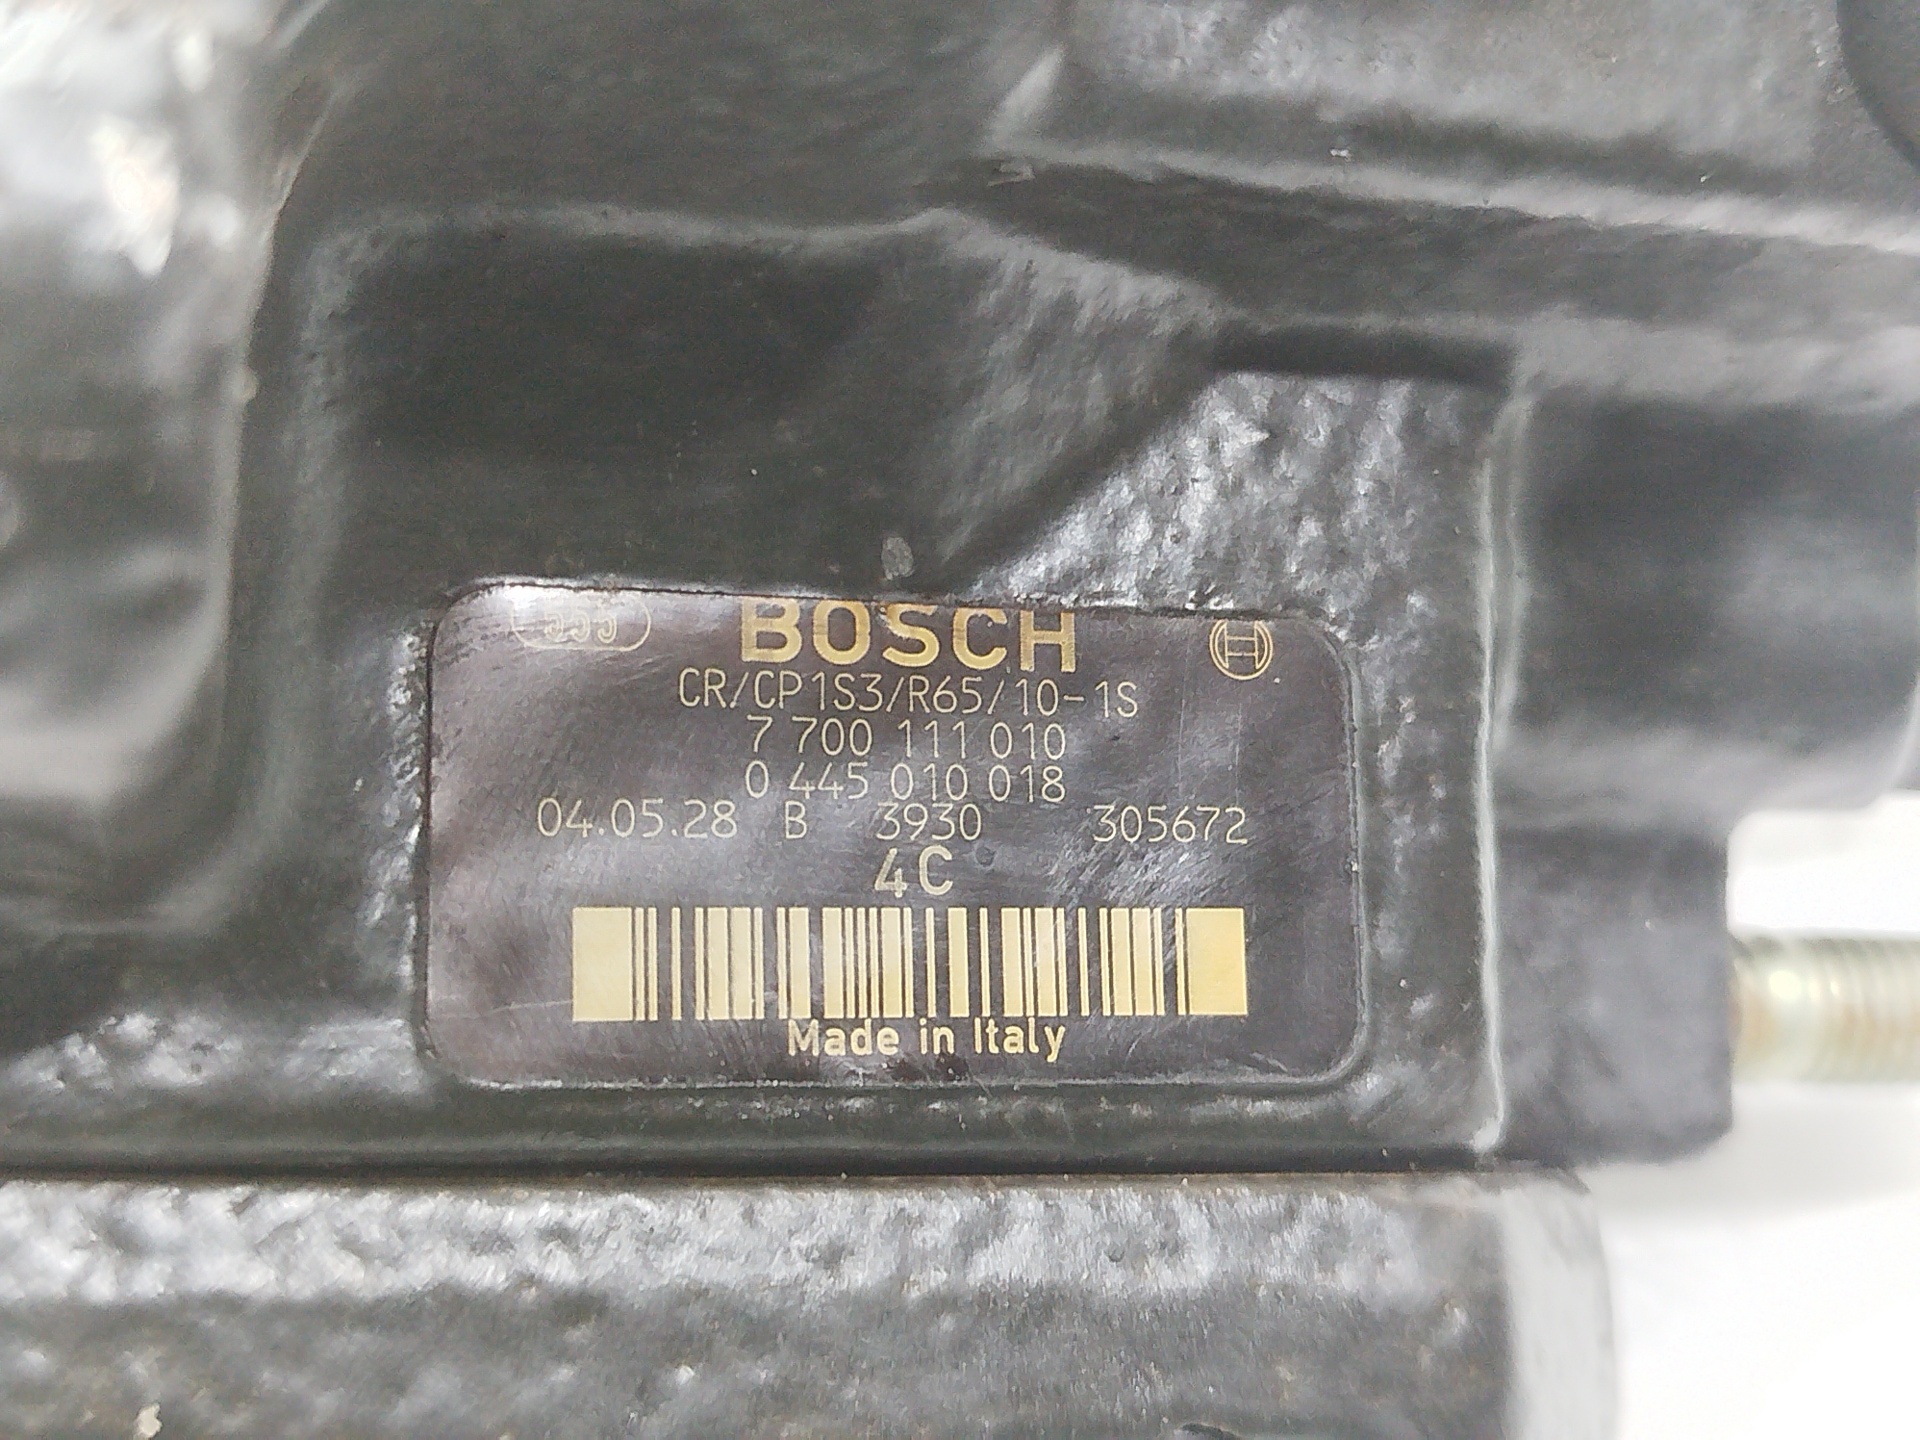 BOSCH
CR/CP1S3/R65/10-1S
7 700 111 010
0 445 010 018
04.05.28 B 3930 305672
4C
Made in Italy